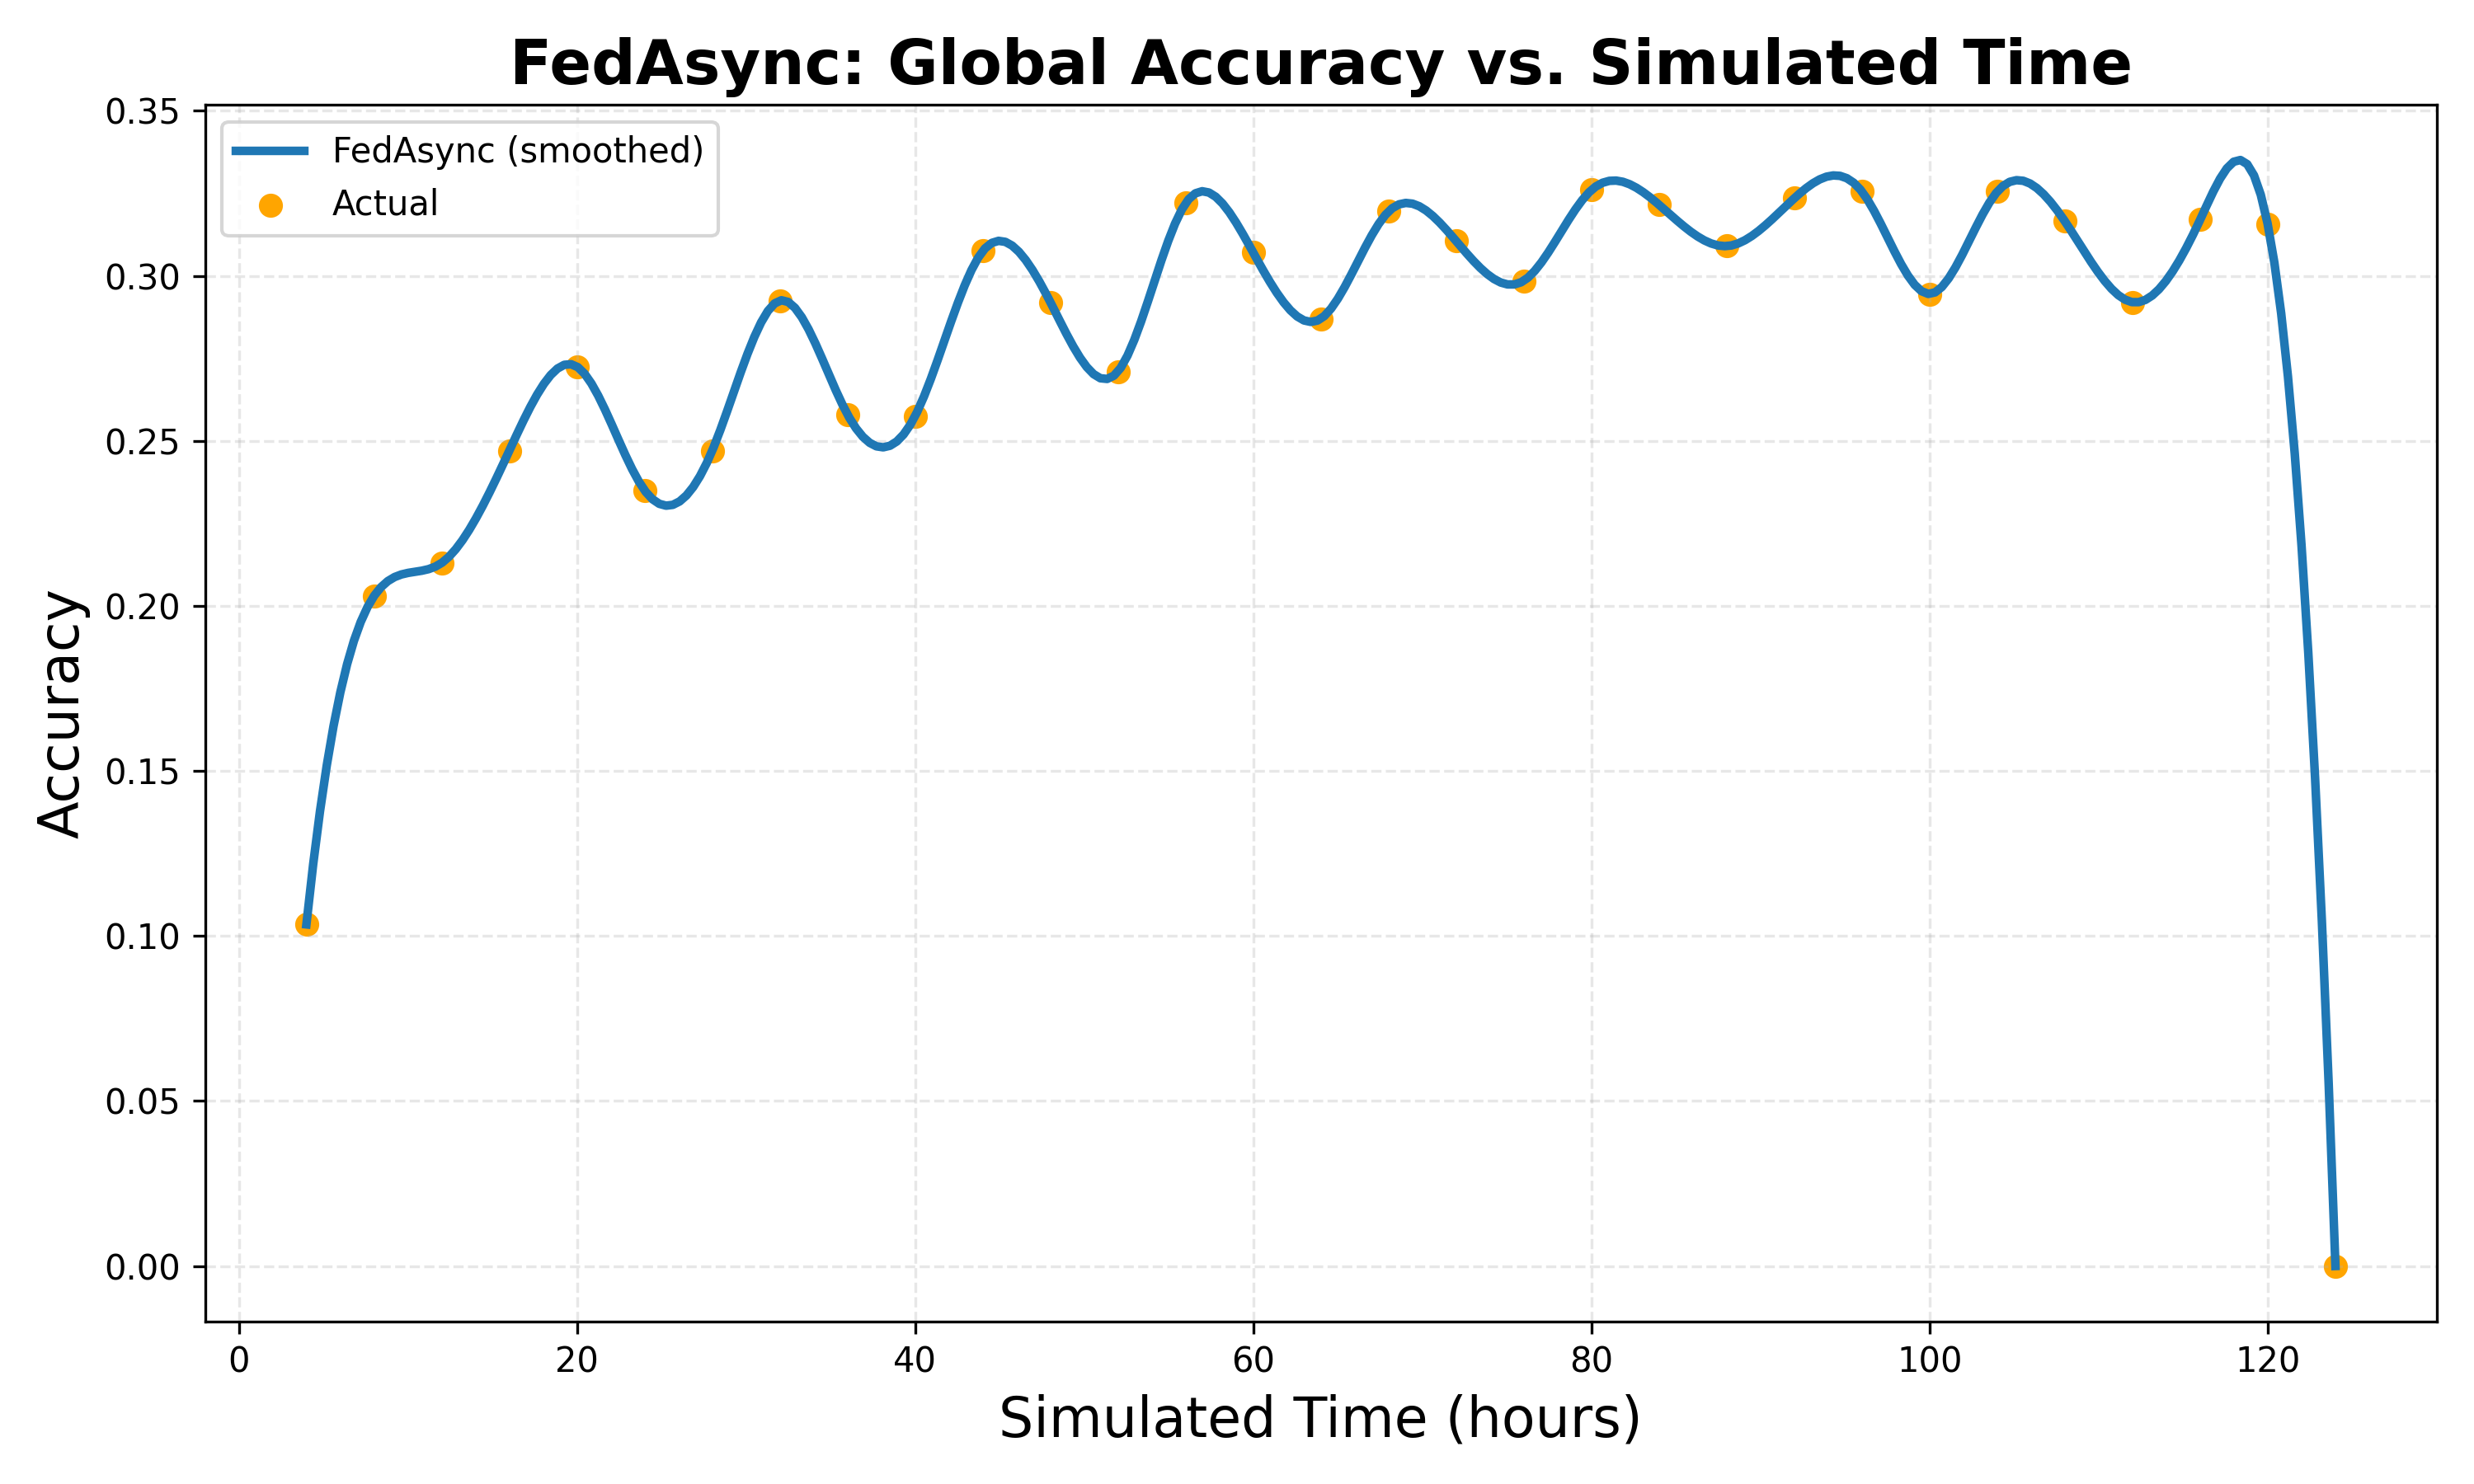 FedAsync: Global Accuracy vs. Simulated Time
FedAsync (smoothed)
Actual
Accuracy
0.35
0.30
0.25
0.20
0.15
0.10
0.05
0.00
0 20 40 60 80 100 120
Simulated Time (hours)